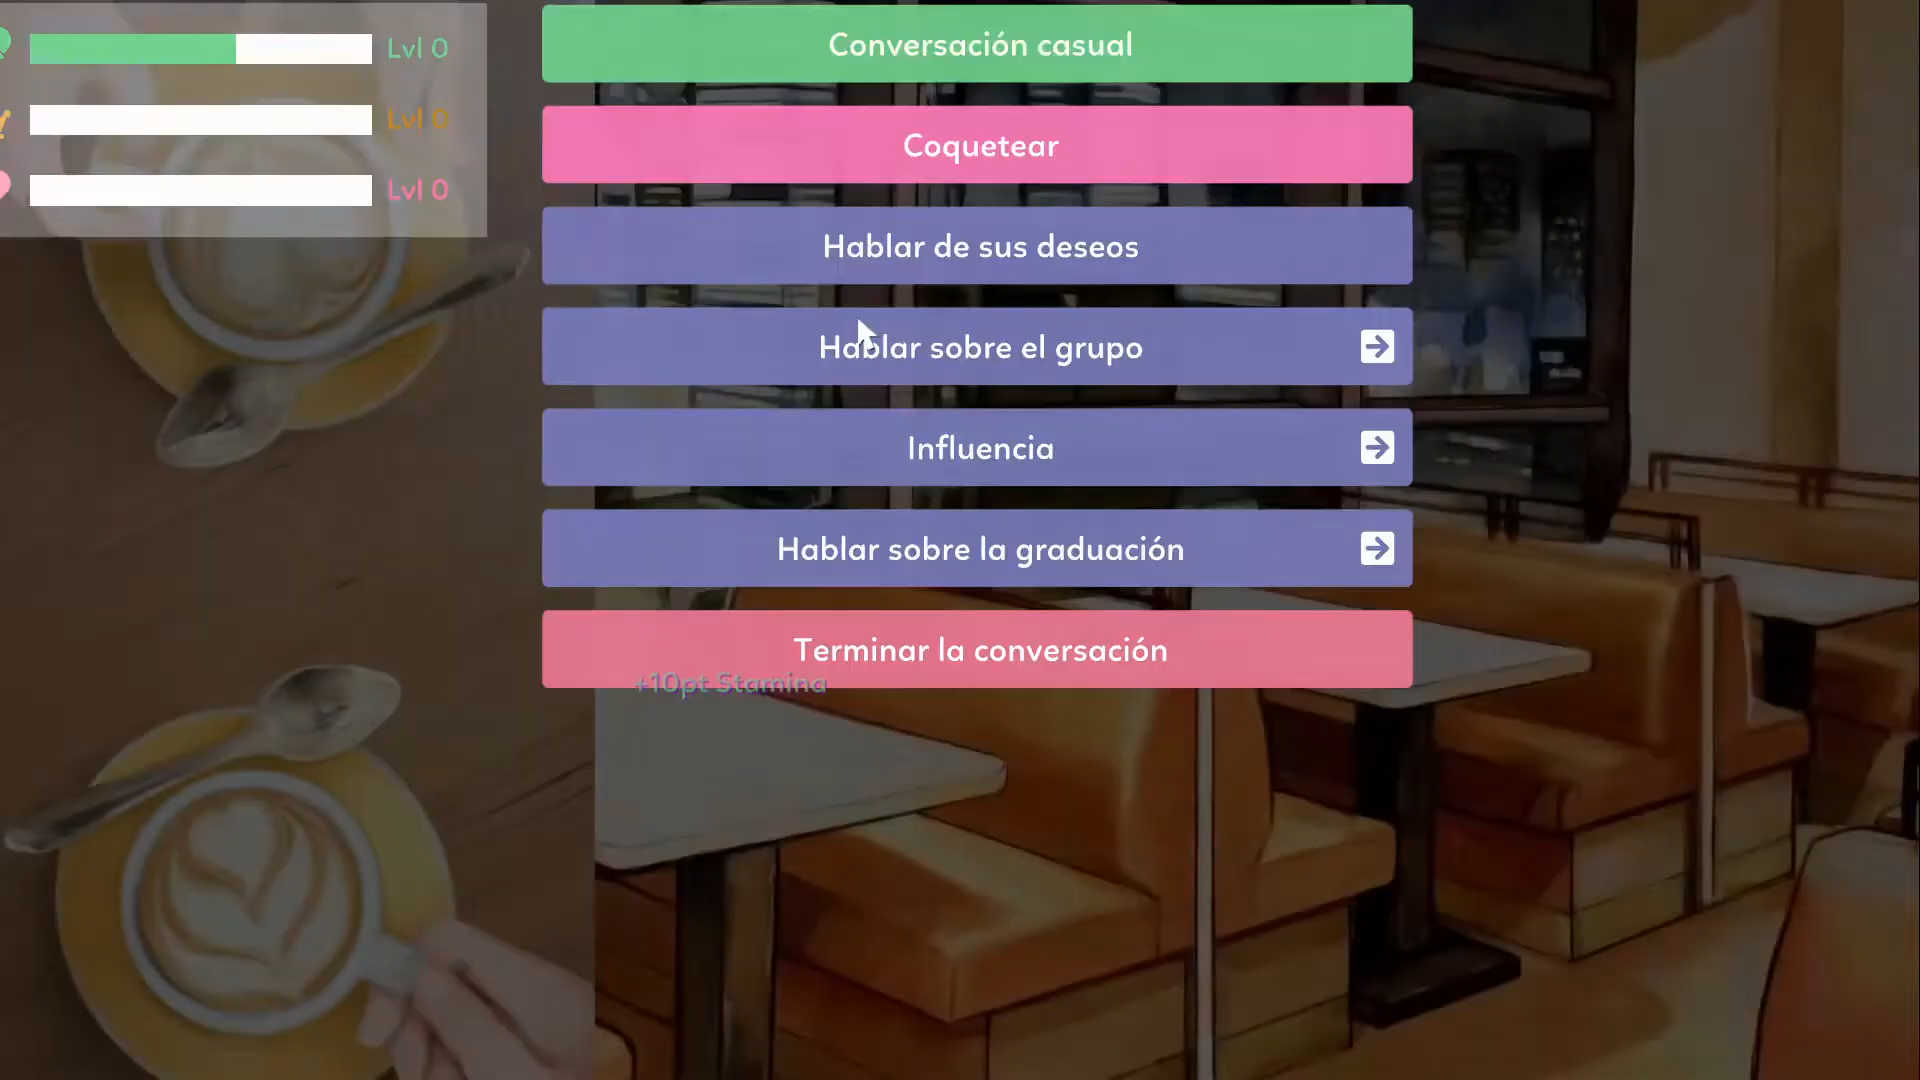 Lvl 0
Lvl 0
Lvl 0
Conversación casual
Coquetear
Hablar de sus deseos
Hablar sobre el grupo
Influencia
Hablar sobre la graduación
Terminar la conversación
+10pt Stamina